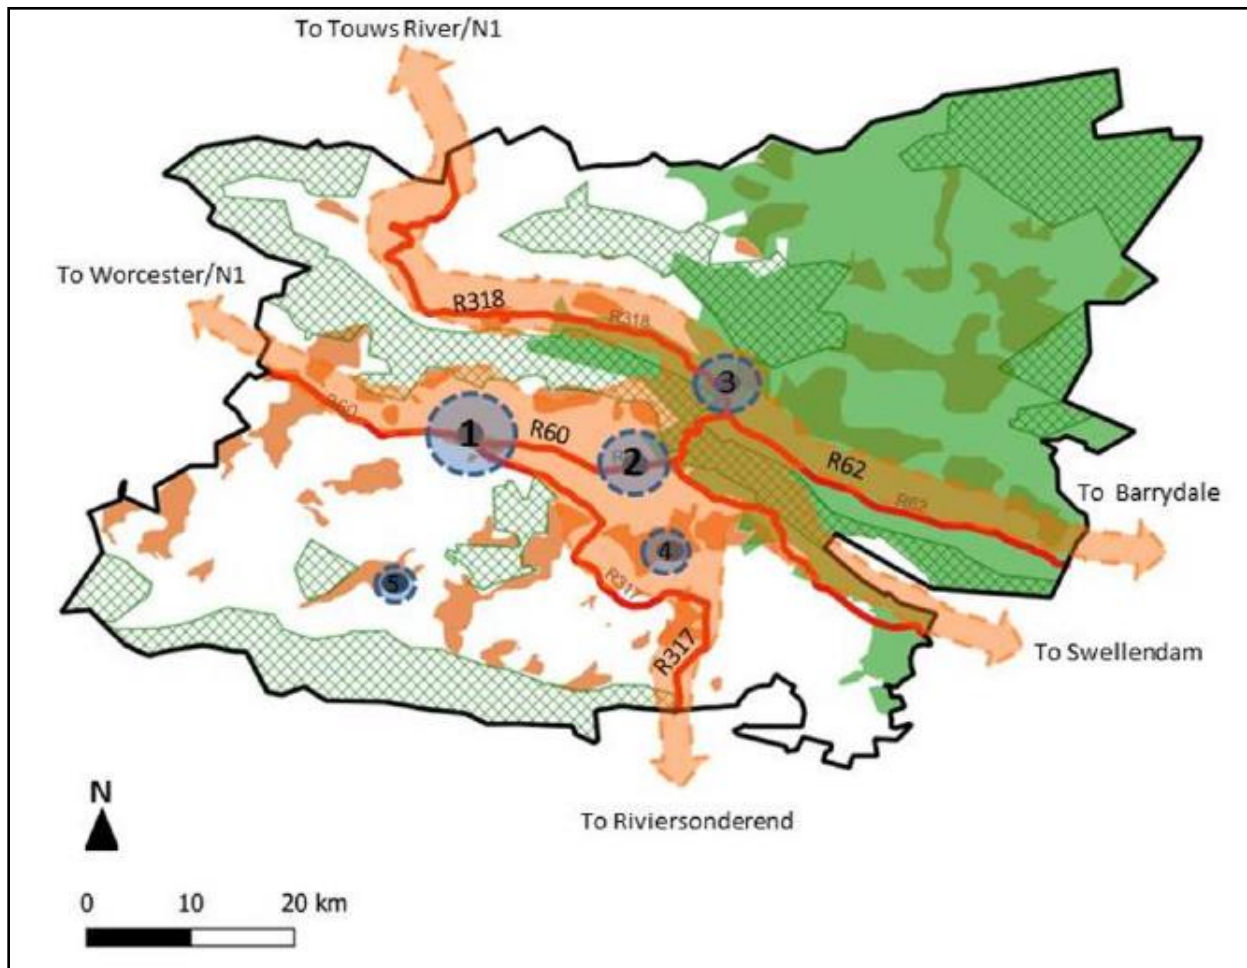 To Touws River/N1
To Worcester/N1
R318
R318
3
R60
1
R60
2
R62
R62
To Barrydale
4
5
R317
R317
To Swellendam
To Riviersonderend
N
0 10 20 km